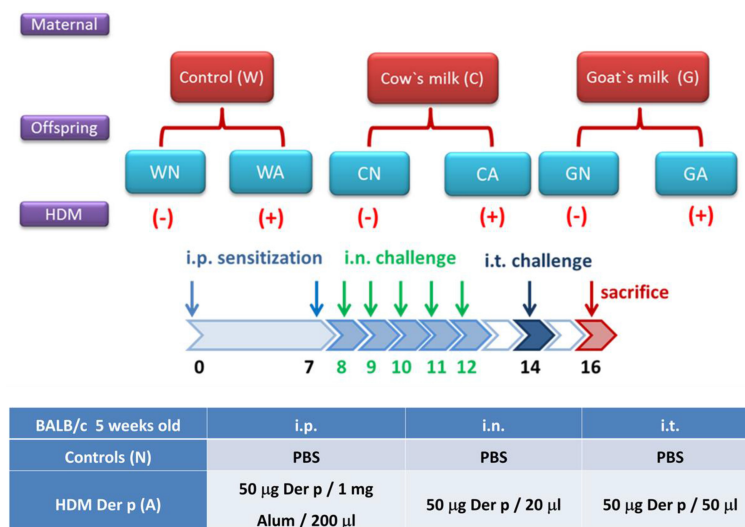 Maternal
Control (W)
Cow`s milk (C)
Goat`s milk (G)
Offspring
WN
WA
CN
CA
GN
GA
HDM
(-)
(+)
(-)
(+)
(-)
(+)
i.p. sensitization
i.n. challenge
i.t. challenge
sacrifice
0
7
8
9
10
11
12
14
16
BALB/c 5 weeks old
i.p.
i.n.
i.t.
Controls (N)
PBS
PBS
PBS
HDM Der p (A)
50 µg Der p / 1 mg
Alum / 200 µl
50 µg Der p / 20 µl
50 µg Der p / 50 µl